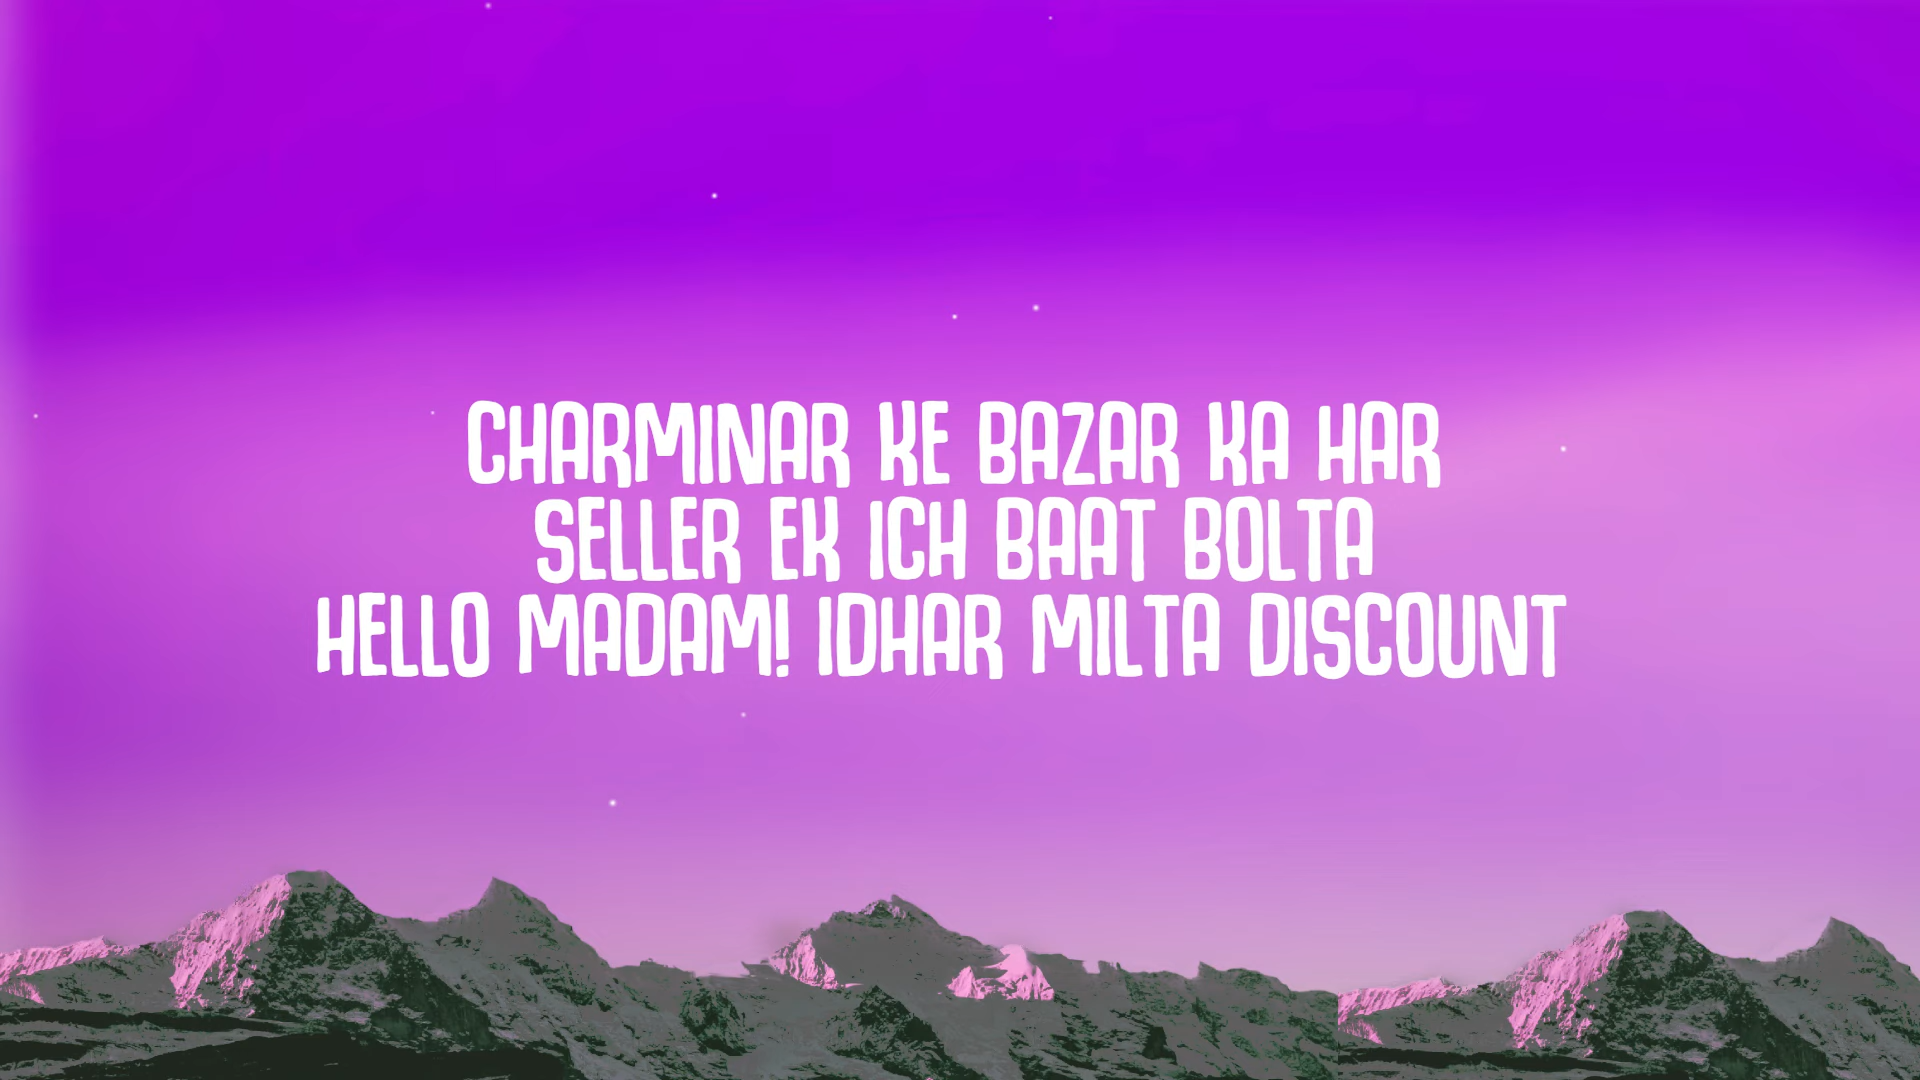 CHARMINAR KE BAZAR KA HAR
SELLER EK ICH BAAT BOLTA
HELLO MADAM! IDHAR MILTA DISCOUNT